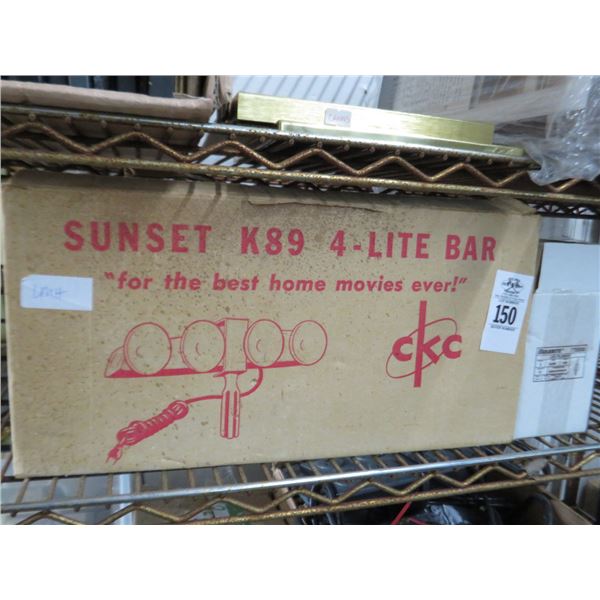 SUNSET K89 4-LITE BAR
"for the best home movies ever!"
150
CKC